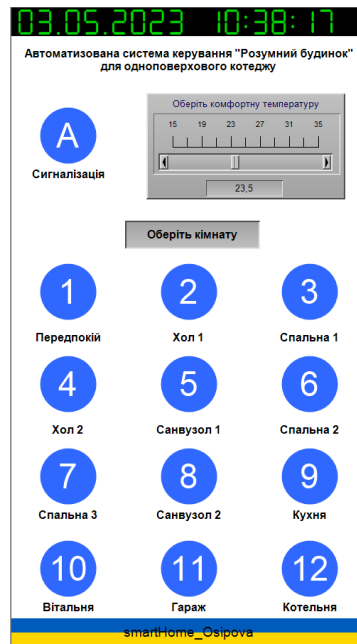 03.05.2023 10:38:17
Автоматизована система керування "Розумний будинок"
для одноповерхового котеджу
Оберіть комфортну температуру
15 19 23 27 31 35
23,5
A
Сигналізація
Оберіть кімнату
1 2 3
Передпокій Хол 1 Спальна 1
4 5 6
Хол 2 Санвузол 1 Спальна 2
7 8 9
Спальна 3 Санвузол 2 Кухня
10 11 12
Вітальня Гараж Котельня
smartHome_Osipova